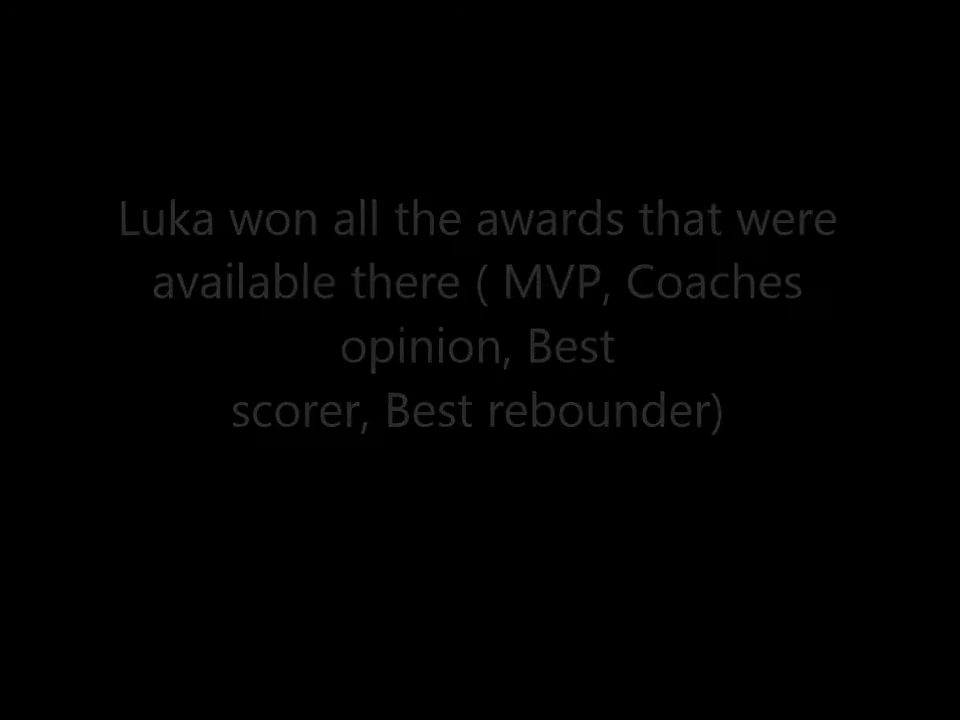 Luka won all the awards that were
available there ( MVP, Coaches
opinion, Best
scorer, Best rebounder)